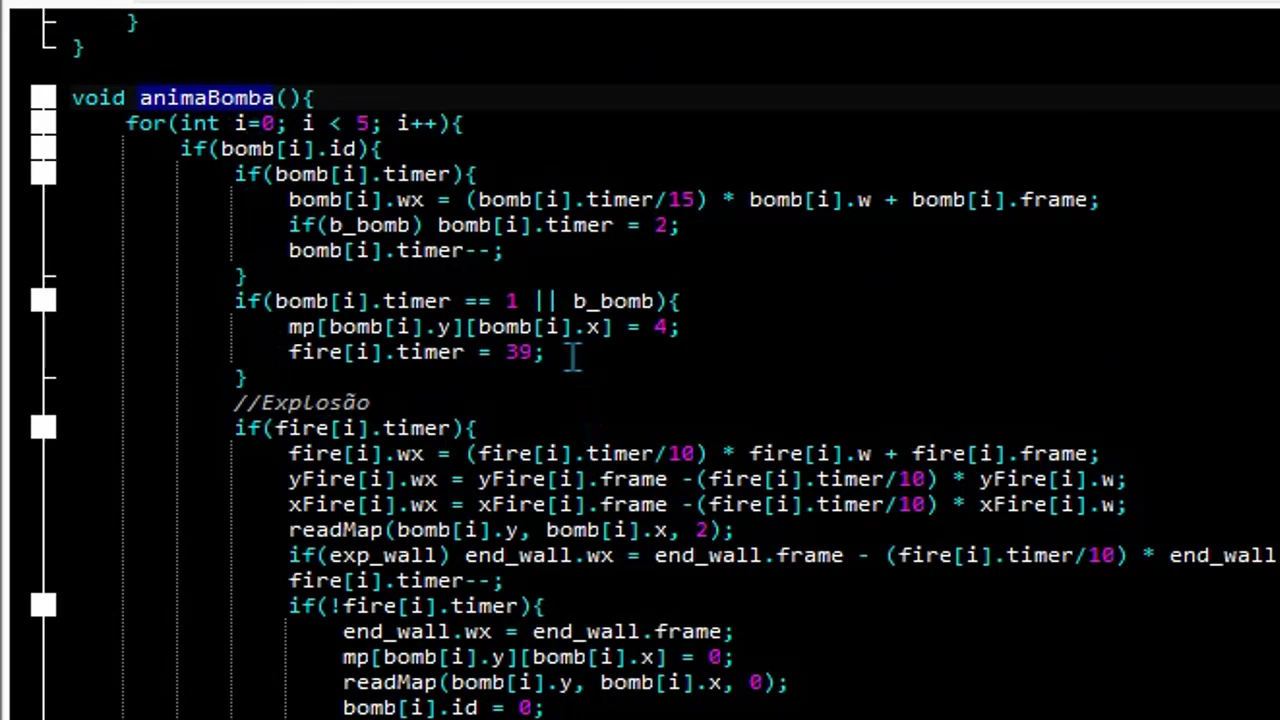 }
}
void animaBomba(){
for(int i=0; i < 5; i++){
if(bomb[i].id){
if(bomb[i].timer){
bomb[i].wx = (bomb[i].timer/15) * bomb[i].w + bomb[i].frame;
if(b_bomb) bomb[i].timer = 2;
bomb[i].timer--;
}
if(bomb[i].timer == 1 || b_bomb){
mp[bomb[i].y][bomb[i].x] = 4;
fire[i].timer = 39;
}
//Explosão
if(fire[i].timer){
fire[i].wx = (fire[i].timer/10) * fire[i].w + fire[i].frame;
yFire[i].wx = yFire[i].frame -(fire[i].timer/10) * yFire[i].w;
xFire[i].wx = xFire[i].frame -(fire[i].timer/10) * xFire[i].w;
readMap(bomb[i].y, bomb[i].x, 2);
if(exp_wall) end_wall.wx = end_wall.frame - (fire[i].timer/10) * end_wall
fire[i].timer--;
if(!fire[i].timer){
end_wall.wx = end_wall.frame;
mp[bomb[i].y][bomb[i].x] = 0;
readMap(bomb[i].y, bomb[i].x, 0);
bomb[i].id = 0;